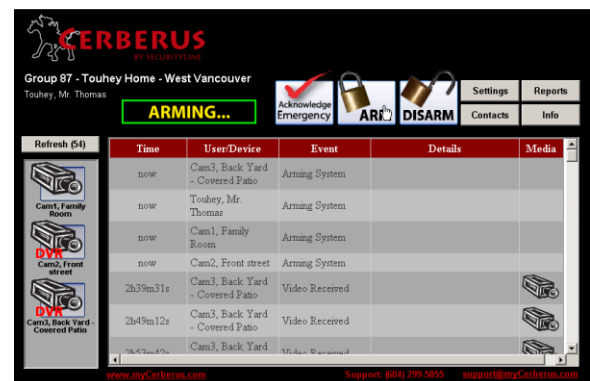 CERBERUS
BY SECURITYLINE
Group 87 - Touhey Home - West Vancouver
Touhey, Mr. Thomas
ARMING...
Acknowledge
Emergency
ARM
DISARM
Settings
Reports
Contacts
Info
Refresh (54)
Cam1, Family
Room
DVR
Cam2, Front
street
DVR
Cam3, Back Yard -
Covered Patio
Time User/Device Event Details Media
now Cam3, Back Yard - Covered Patio Arming System
now Touhey, Mr. Thomas Arming System
now Cam1, Family Room Arming System
now Cam2, Front street Arming System
2h39m31s Cam3, Back Yard - Covered Patio Video Received
2h49m12s Cam3, Back Yard - Covered Patio Video Received
2h53m42s Cam3, Back Yard Video Received
www.myCerberus.com Support: (604) 298-5855 support@myCerberus.com